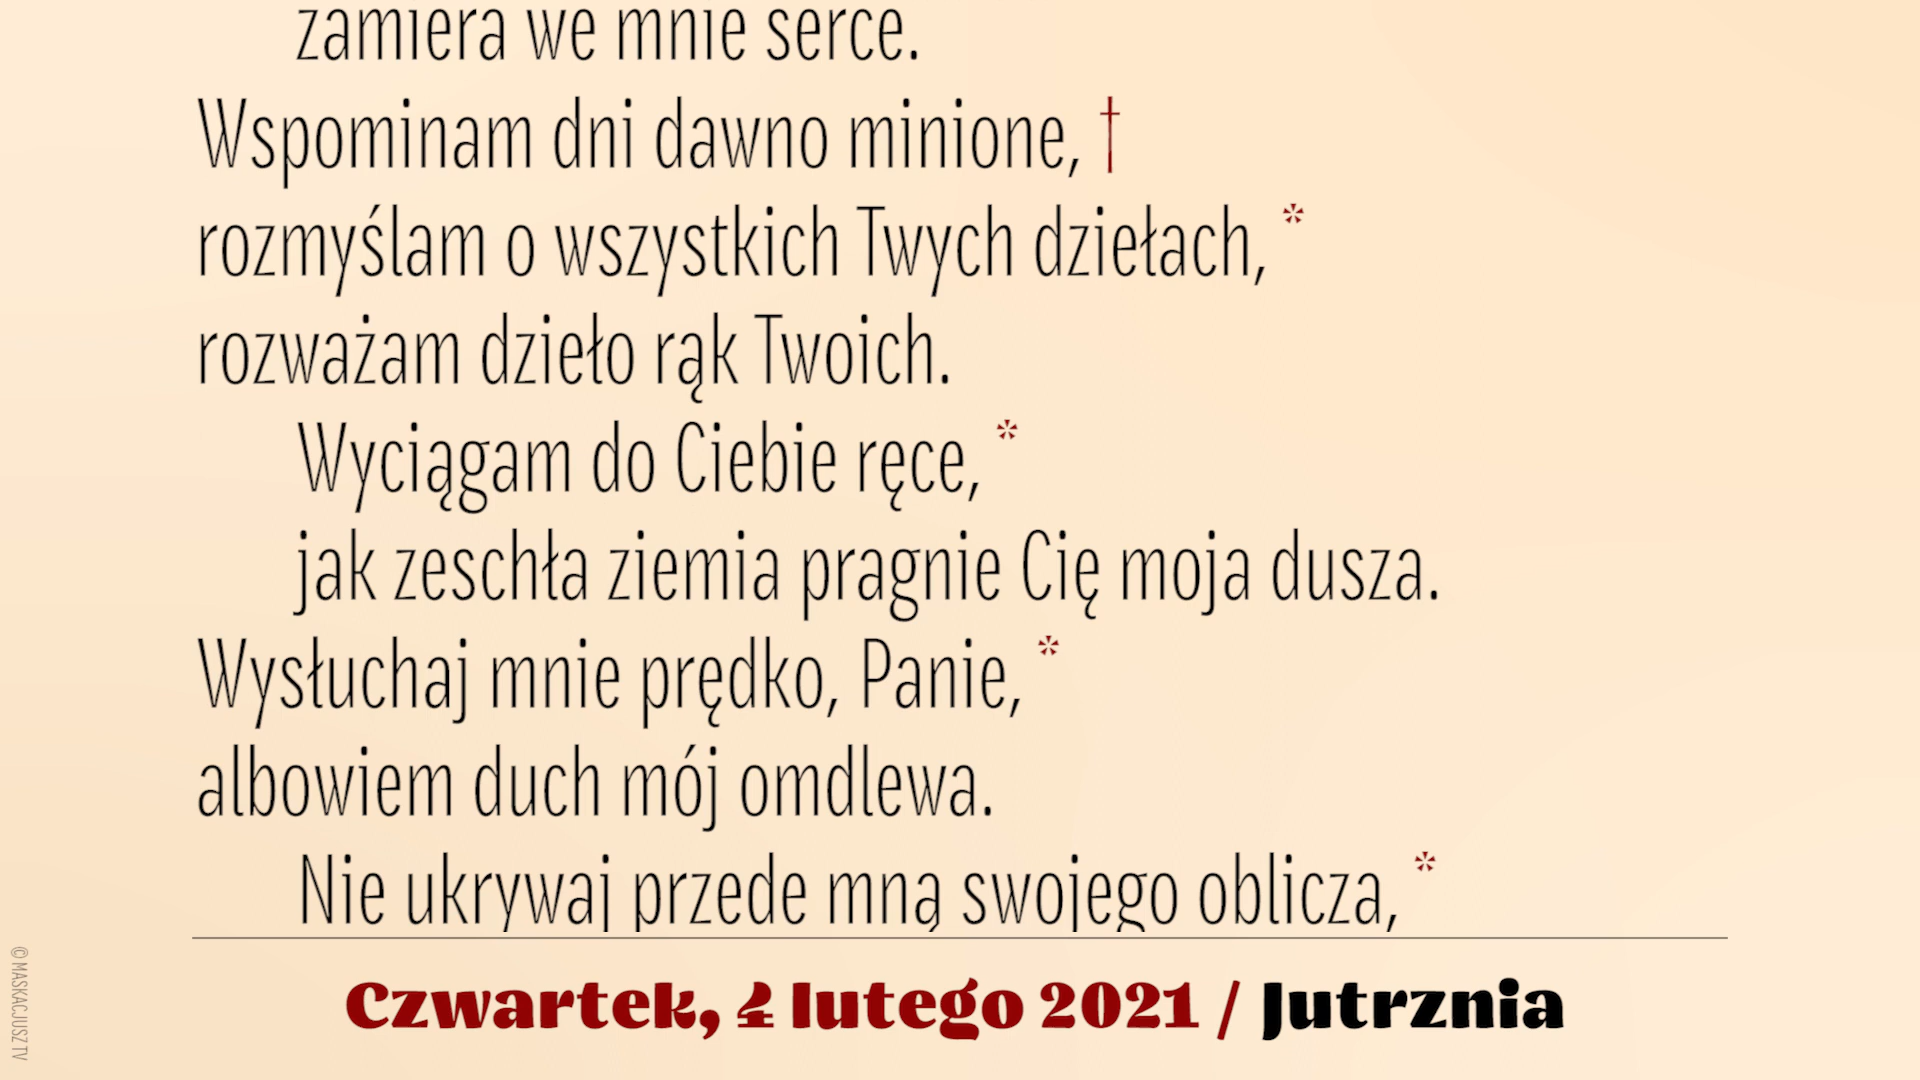 zamiera we mnie serce.
Wspominam dni dawno minione, †
rozmyślam o wszystkich Twych dziełach, *
rozważam dzieło rąk Twoich.
Wyciągam do Ciebie ręce, *
jak zeschła ziemia pragnie Cię moja dusza.
Wysłuchaj mnie prędko, Panie, *
albowiem duch mój omdlewa.
Nie ukrywaj przede mną swojego oblicza, *
Czwartek, 4 lutego 2021 / Jutrznia
© MASKACJUSZ TV